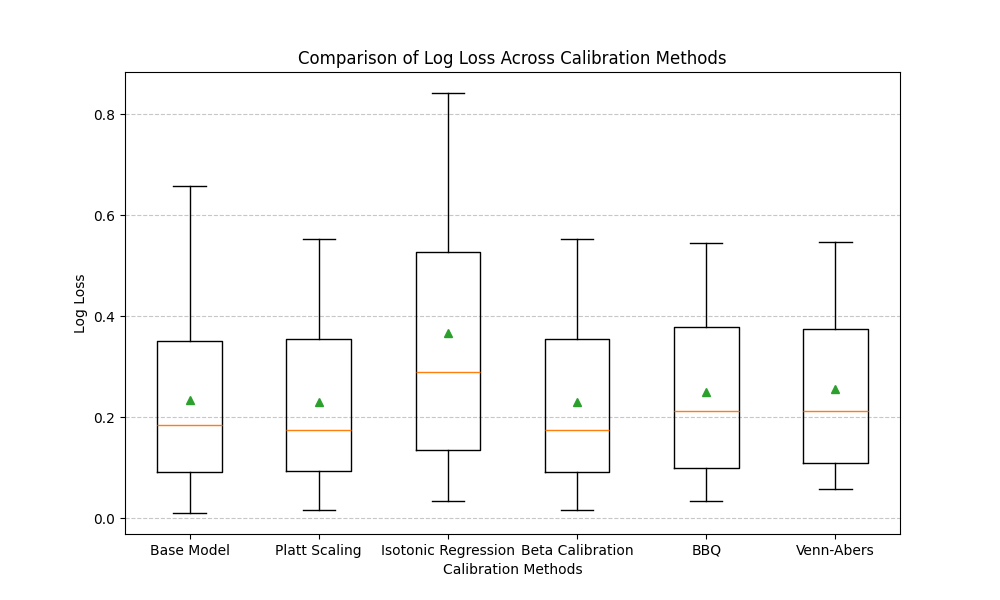 Comparison of Log Loss Across Calibration Methods
Log Loss
0.8
0.6
0.4
0.2
0.0
Base Model Platt Scaling Isotonic Regression Beta Calibration BBQ Venn-Abers
Calibration Methods